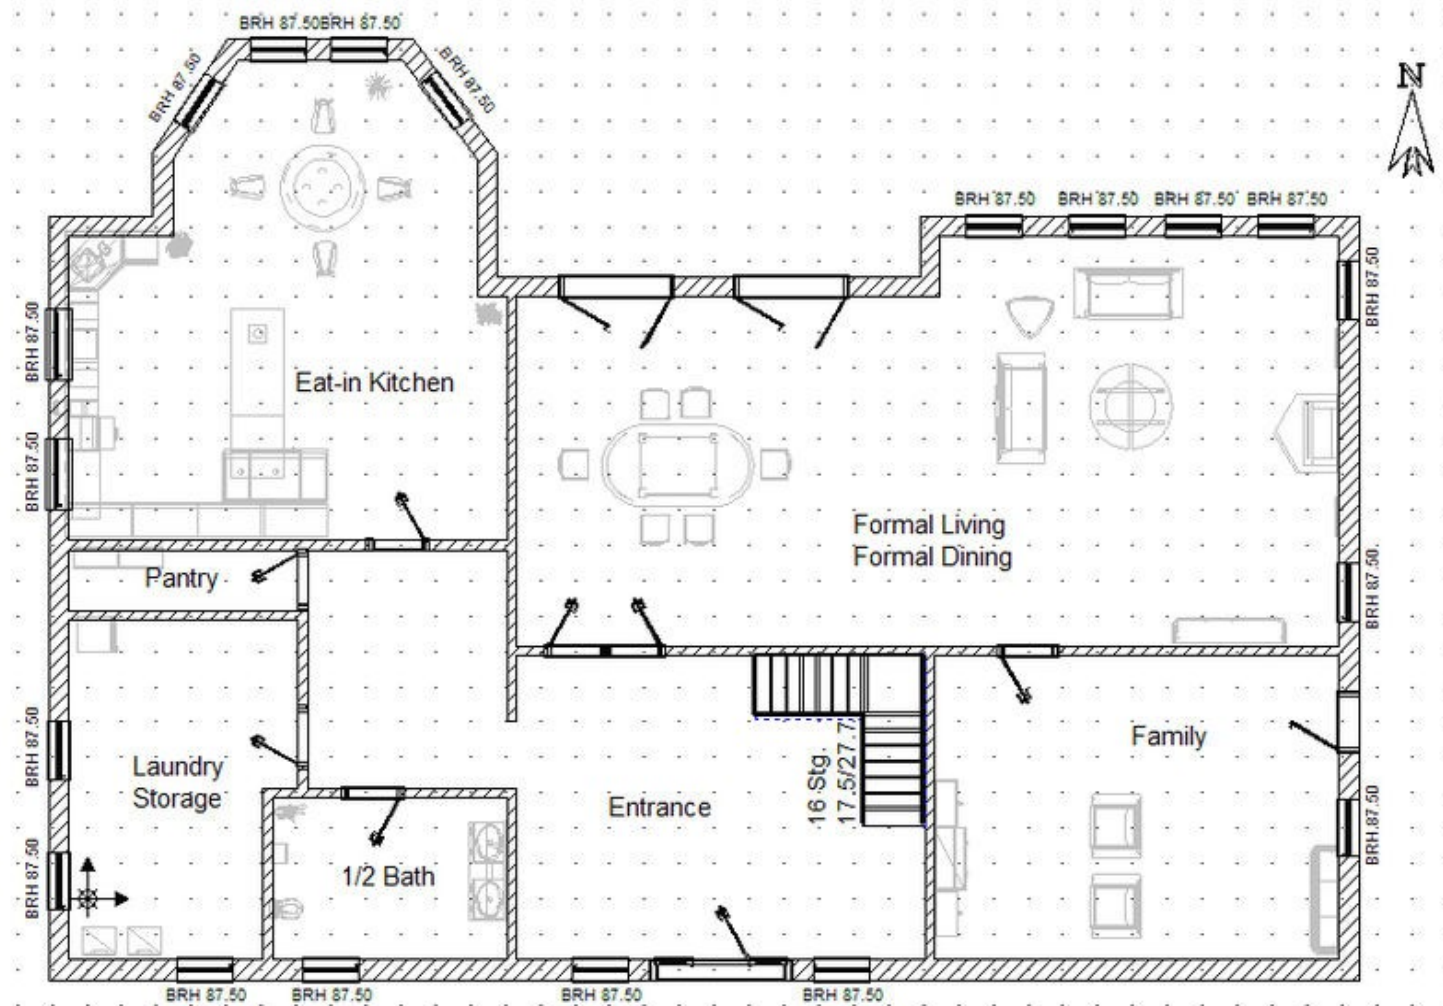 BRH 87.50 BRH 87.50
BRH 87.50
BRH 87.50
N
BRH 87.50
BRH 87.50
BRH 87.50
BRH 87.50
BRH 87.50
BRH 87.50
Eat-in Kitchen
BRH 87.50
Formal Living
Formal Dining
Pantry
BRH 87.50
BRH 87.50
Laundry
Storage
Entrance
16 Stg.
17.5/27.7
Family
BRH 87.50
BRH 87.50
1/2 Bath
BRH 87.50
BRH 87.50
BRH 87.50
BRH 87.50